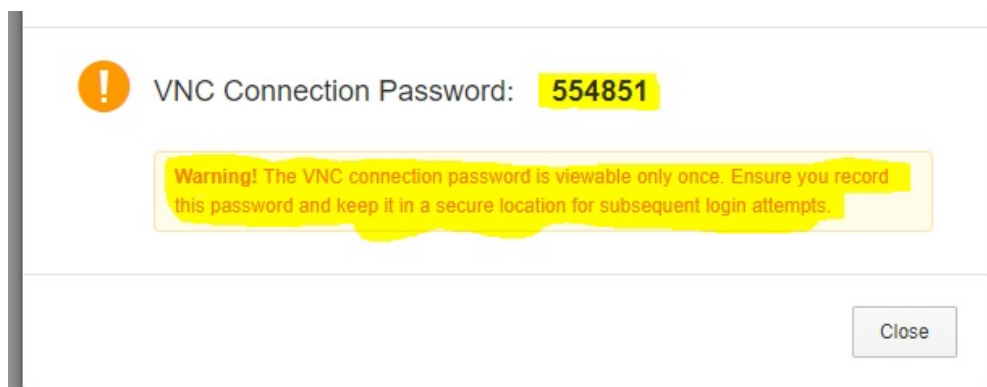 VNC Connection Password: 554851
Warning! The VNC connection password is viewable only once. Ensure you record
this password and keep it in a secure location for subsequent login attempts.
Close